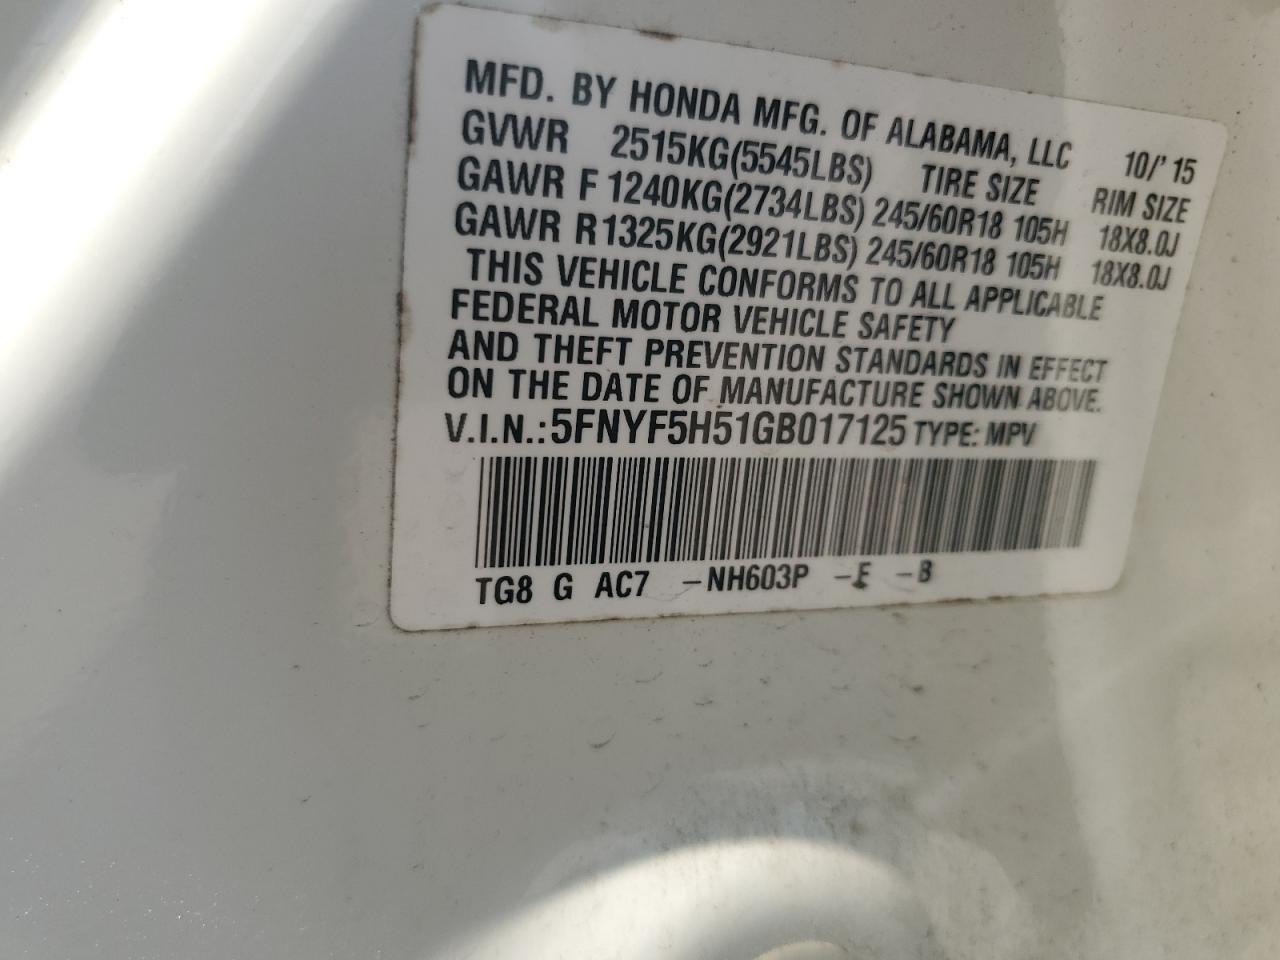 MFD. BY HONDA MFG. OF ALABAMA, LLC 10/'15
GVWR 2515KG(5545LBS) TIRE SIZE RIM SIZE
GAWR F 1240KG(2734LBS) 245/60R18 105H 18X8.0J
GAWR R 1325KG(2921LBS) 245/60R18 105H 18X8.0J
THIS VEHICLE CONFORMS TO ALL APPLICABLE
FEDERAL MOTOR VEHICLE SAFETY
AND THEFT PREVENTION STANDARDS IN EFFECT
ON THE DATE OF MANUFACTURE SHOWN ABOVE.
V.I.N.: 5FNYF5H51GB017125 TYPE: MPV
TG8 G AC7 -NH603P -E -B